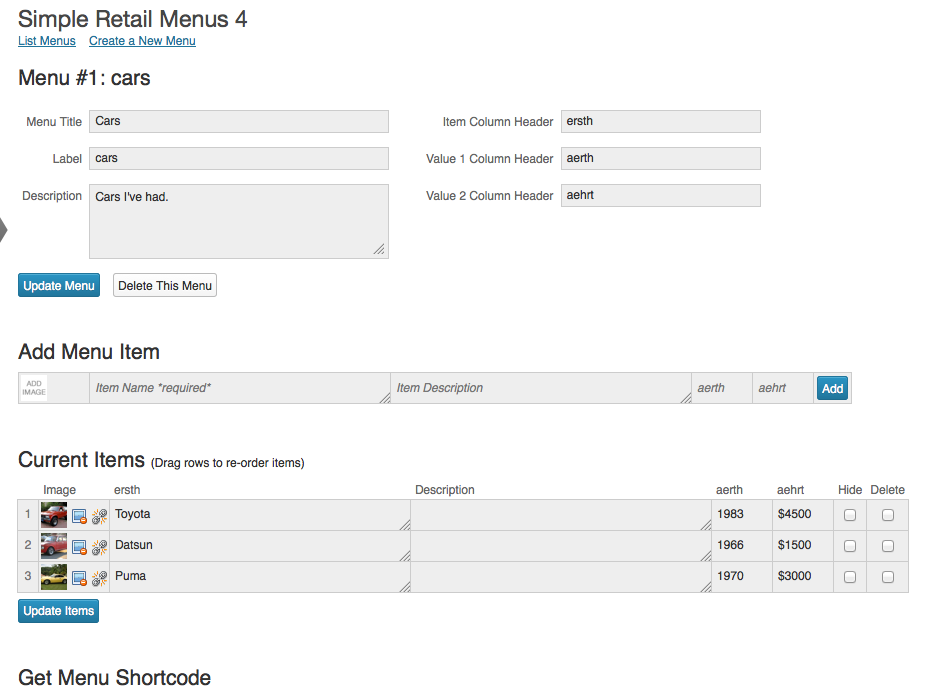 Simple Retail Menus 4
List Menus Create a New Menu
Menu #1: cars
Menu Title Cars Item Column Header ersth
Label cars Value 1 Column Header aerth
Description Cars I've had. Value 2 Column Header aehrt
Update Menu Delete This Menu
Add Menu Item
ADD IMAGE Item Name *required* Item Description aerth aehrt Add
Current Items (Drag rows to re-order items)
Image ersth Description aerth aehrt Hide Delete
1 Toyota 1983 $4500
2 Datsun 1966 $1500
3 Puma 1970 $3000
Update Items
Get Menu Shortcode